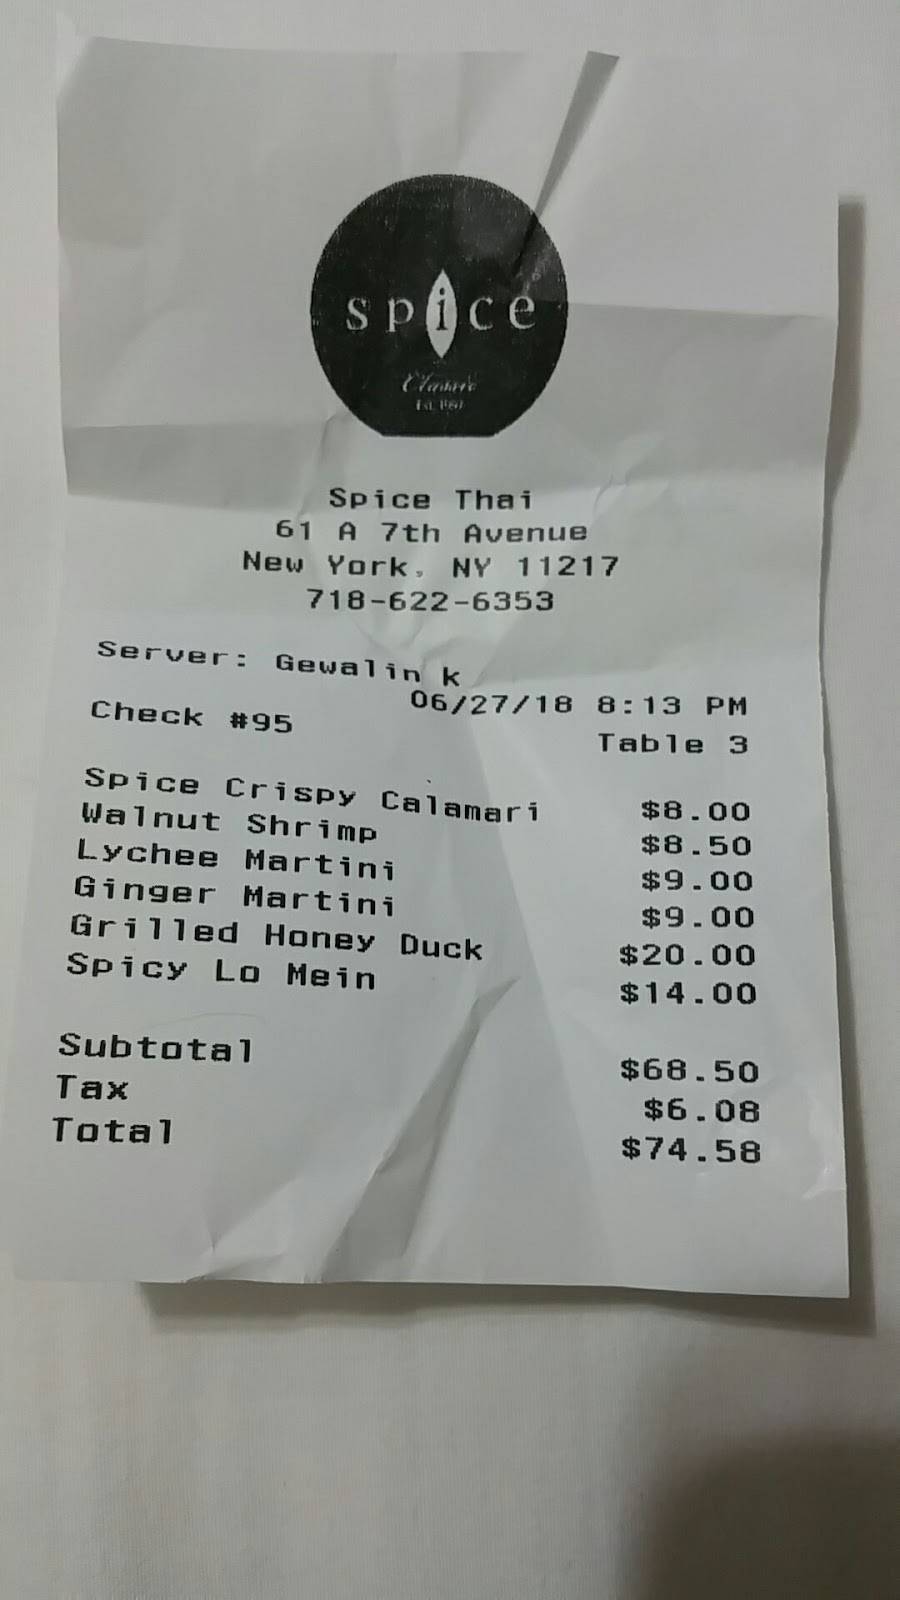 spice
Classic
Spice Thai
61 A 7th Avenue
New York, NY 11217
718-622-6353
Server: Gewalin k
06/27/18 8:13 PM
Check #95
Table 3
Spice Crispy Calamari $8.00
Walnut Shrimp $8.50
Lychee Martini $9.00
Ginger Martini $9.00
Grilled Honey Duck $20.00
Spicy Lo Mein $14.00
Subtotal $68.50
Tax $6.08
Total $74.58